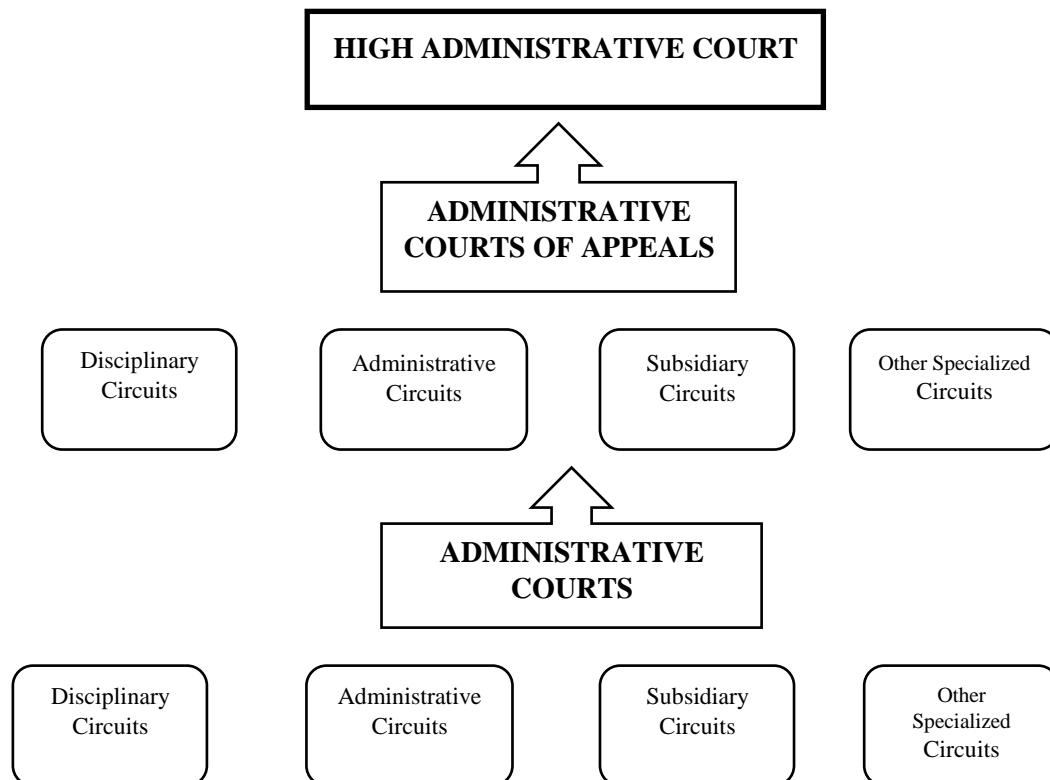 HIGH ADMINISTRATIVE COURT
ADMINISTRATIVE
COURTS OF APPEALS
Disciplinary
Circuits
Administrative
Circuits
Subsidiary
Circuits
Other Specialized
Circuits
ADMINISTRATIVE
COURTS
Disciplinary
Circuits
Administrative
Circuits
Subsidiary
Circuits
Other
Specialized
Circuits